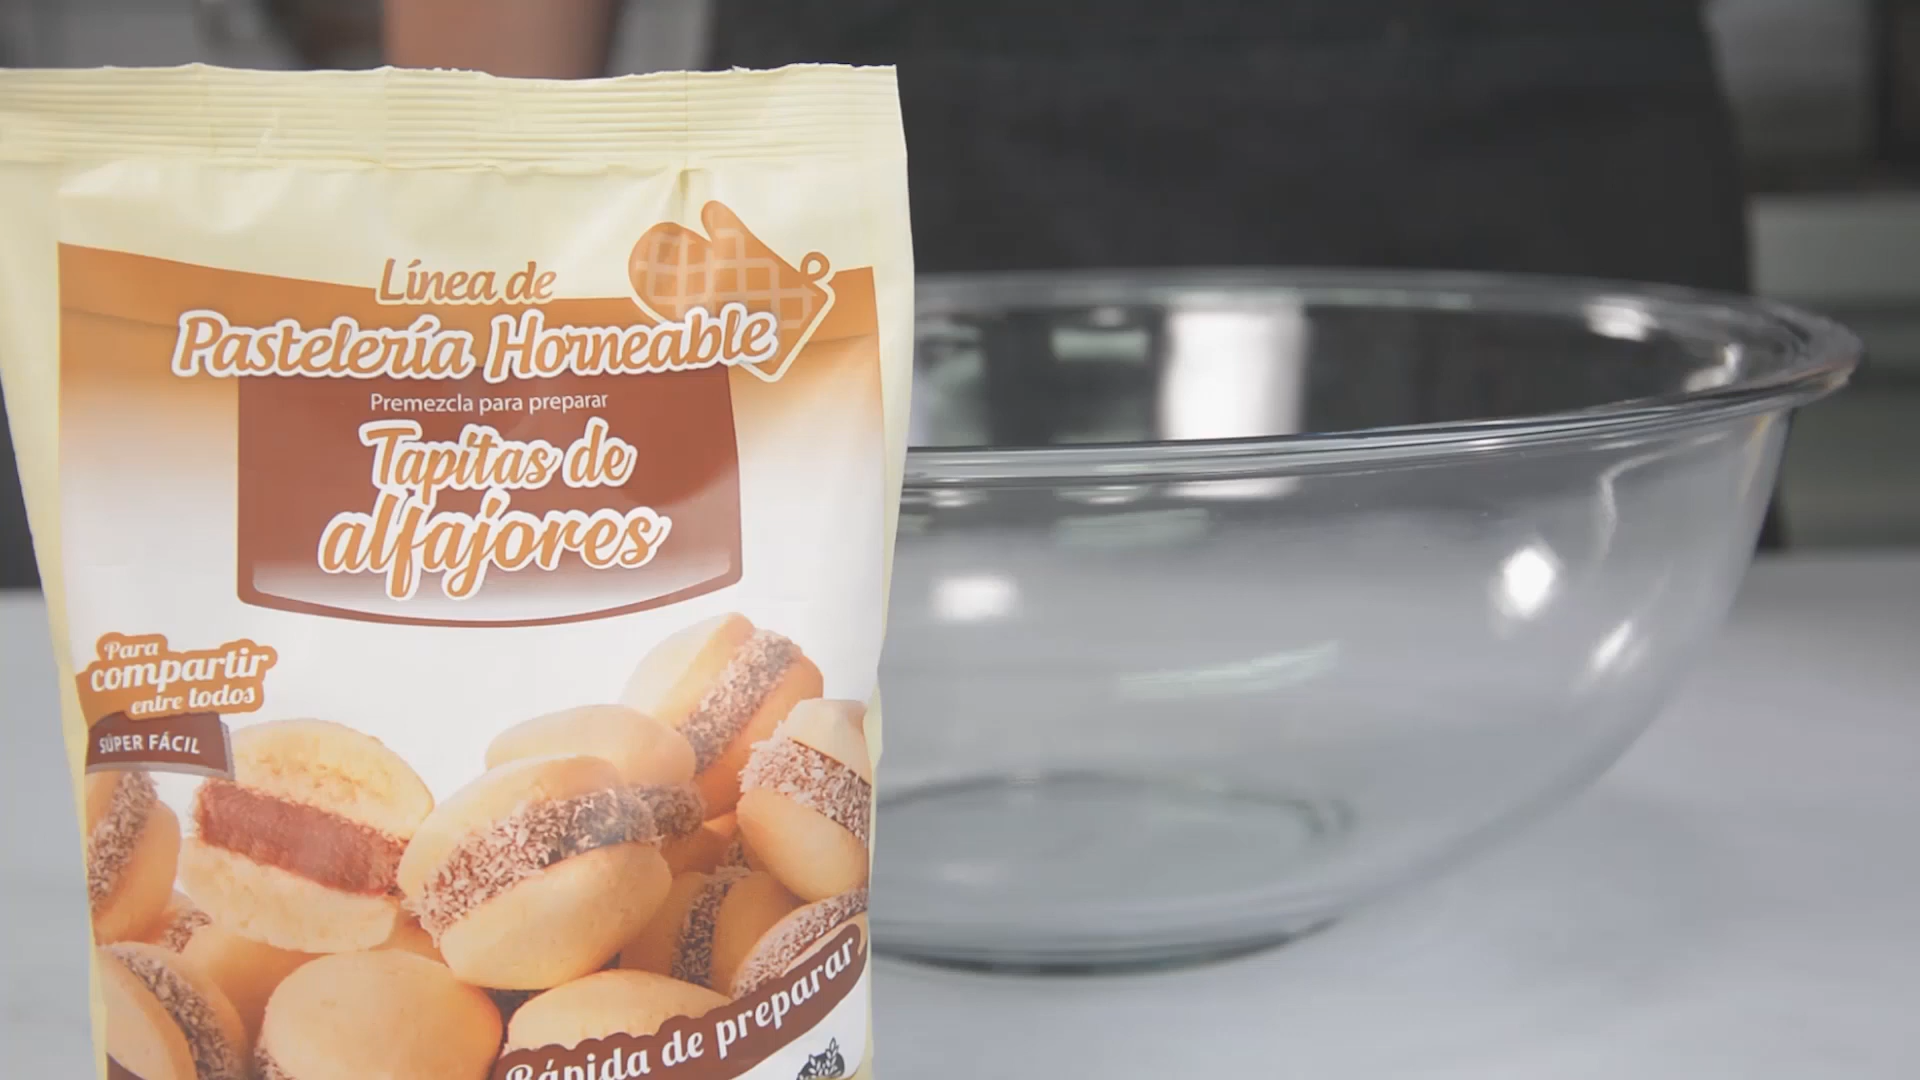 Línea de
Pastelería Horneable
Premezcla para preparar
Tapitas de
alfajores
Para
compartir
entre todos
SÚPER FÁCIL
Rápida de preparar